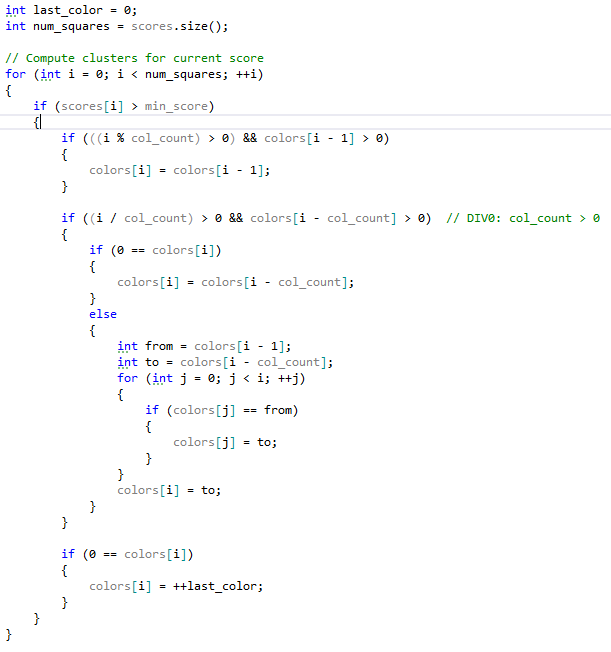 int last_color = 0;
int num_squares = scores.size();

// Compute clusters for current score
for (int i = 0; i < num_squares; ++i)
{
    if (scores[i] > min_score)
    {
        if (((i % col_count) > 0) && colors[i - 1] > 0)
        {
            colors[i] = colors[i - 1];
        }

        if ((i / col_count) > 0 && colors[i - col_count] > 0)  // DIV0: col_count > 0
        {
            if (0 == colors[i])
            {
                colors[i] = colors[i - col_count];
            }
            else
            {
                int from = colors[i - 1];
                int to = colors[i - col_count];
                for (int j = 0; j < i; ++j)
                {
                    if (colors[j] == from)
                    {
                        colors[j] = to;
                    }
                }
                colors[i] = to;
            }
        }

        if (0 == colors[i])
        {
            colors[i] = ++last_color;
        }
    }
}